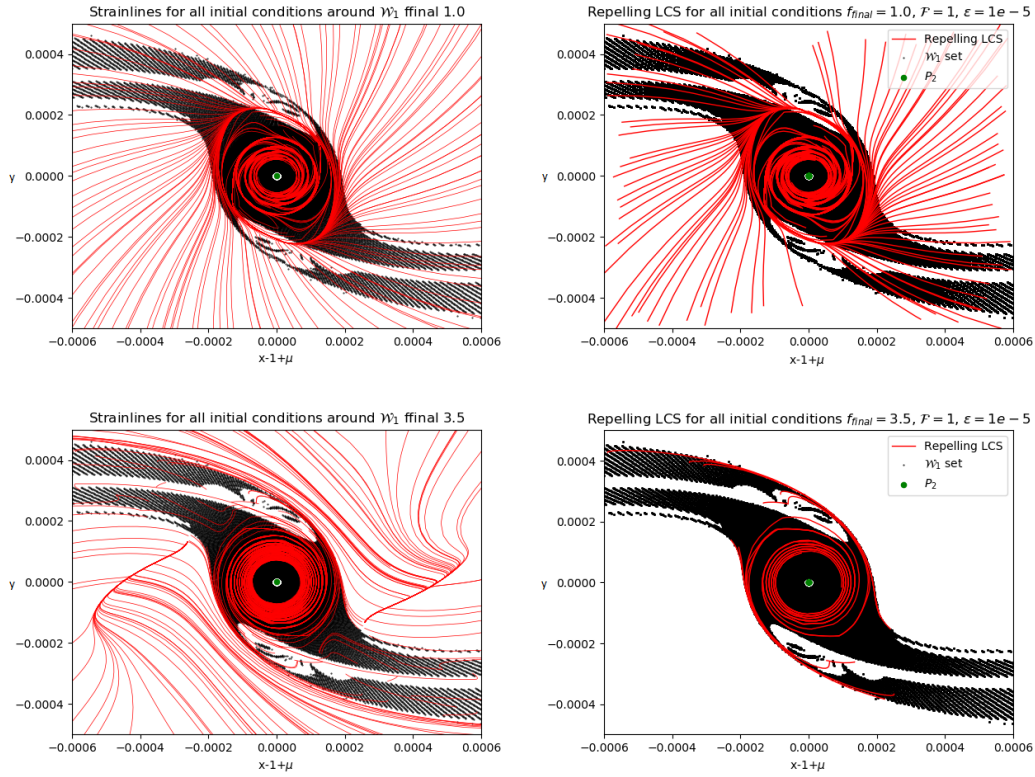 Strainlines for all initial conditions around 𝒲₁ ffinal 1.0
0.0004
0.0002
y
0.0000
−0.0002
−0.0004
−0.0006
−0.0004
−0.0002
0.0000
0.0002
0.0004
0.0006
x-1+μ
Repelling LCS for all initial conditions f_final = 1.0, ℱ = 1, ε = 1e − 5
Repelling LCS
𝒲₁ set
P₂
0.0004
0.0002
y
0.0000
−0.0002
−0.0004
−0.0006
−0.0004
−0.0002
0.0000
0.0002
0.0004
0.0006
x-1+μ
Strainlines for all initial conditions around 𝒲₁ ffinal 3.5
0.0004
0.0002
y
0.0000
−0.0002
−0.0004
−0.0006
−0.0004
−0.0002
0.0000
0.0002
0.0004
0.0006
x-1+μ
Repelling LCS for all initial conditions f_final = 3.5, ℱ = 1, ε = 1e − 5
Repelling LCS
𝒲₁ set
P₂
0.0004
0.0002
y
0.0000
−0.0002
−0.0004
−0.0006
−0.0004
−0.0002
0.0000
0.0002
0.0004
0.0006
x-1+μ